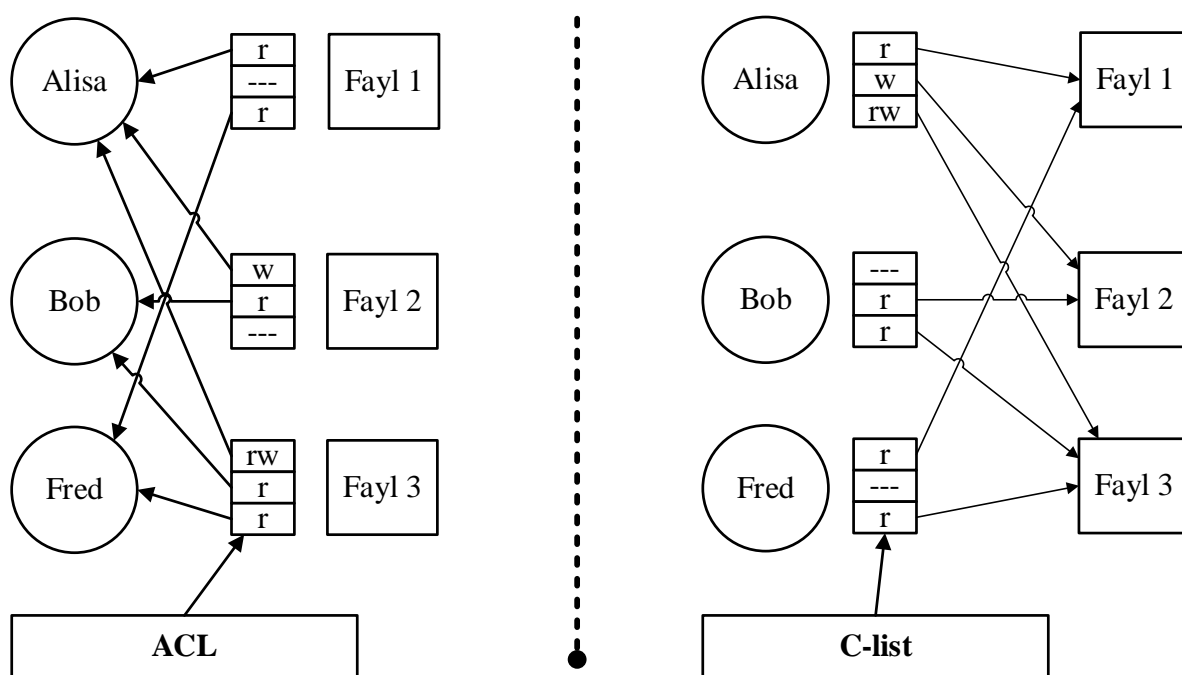 Alisa
r
---
r
Fayl 1
Bob
w
r
---
Fayl 2
Fred
rw
r
r
Fayl 3
ACL
Alisa
r
w
rw
Fayl 1
Bob
---
r
r
Fayl 2
Fred
r
---
r
Fayl 3
C-list